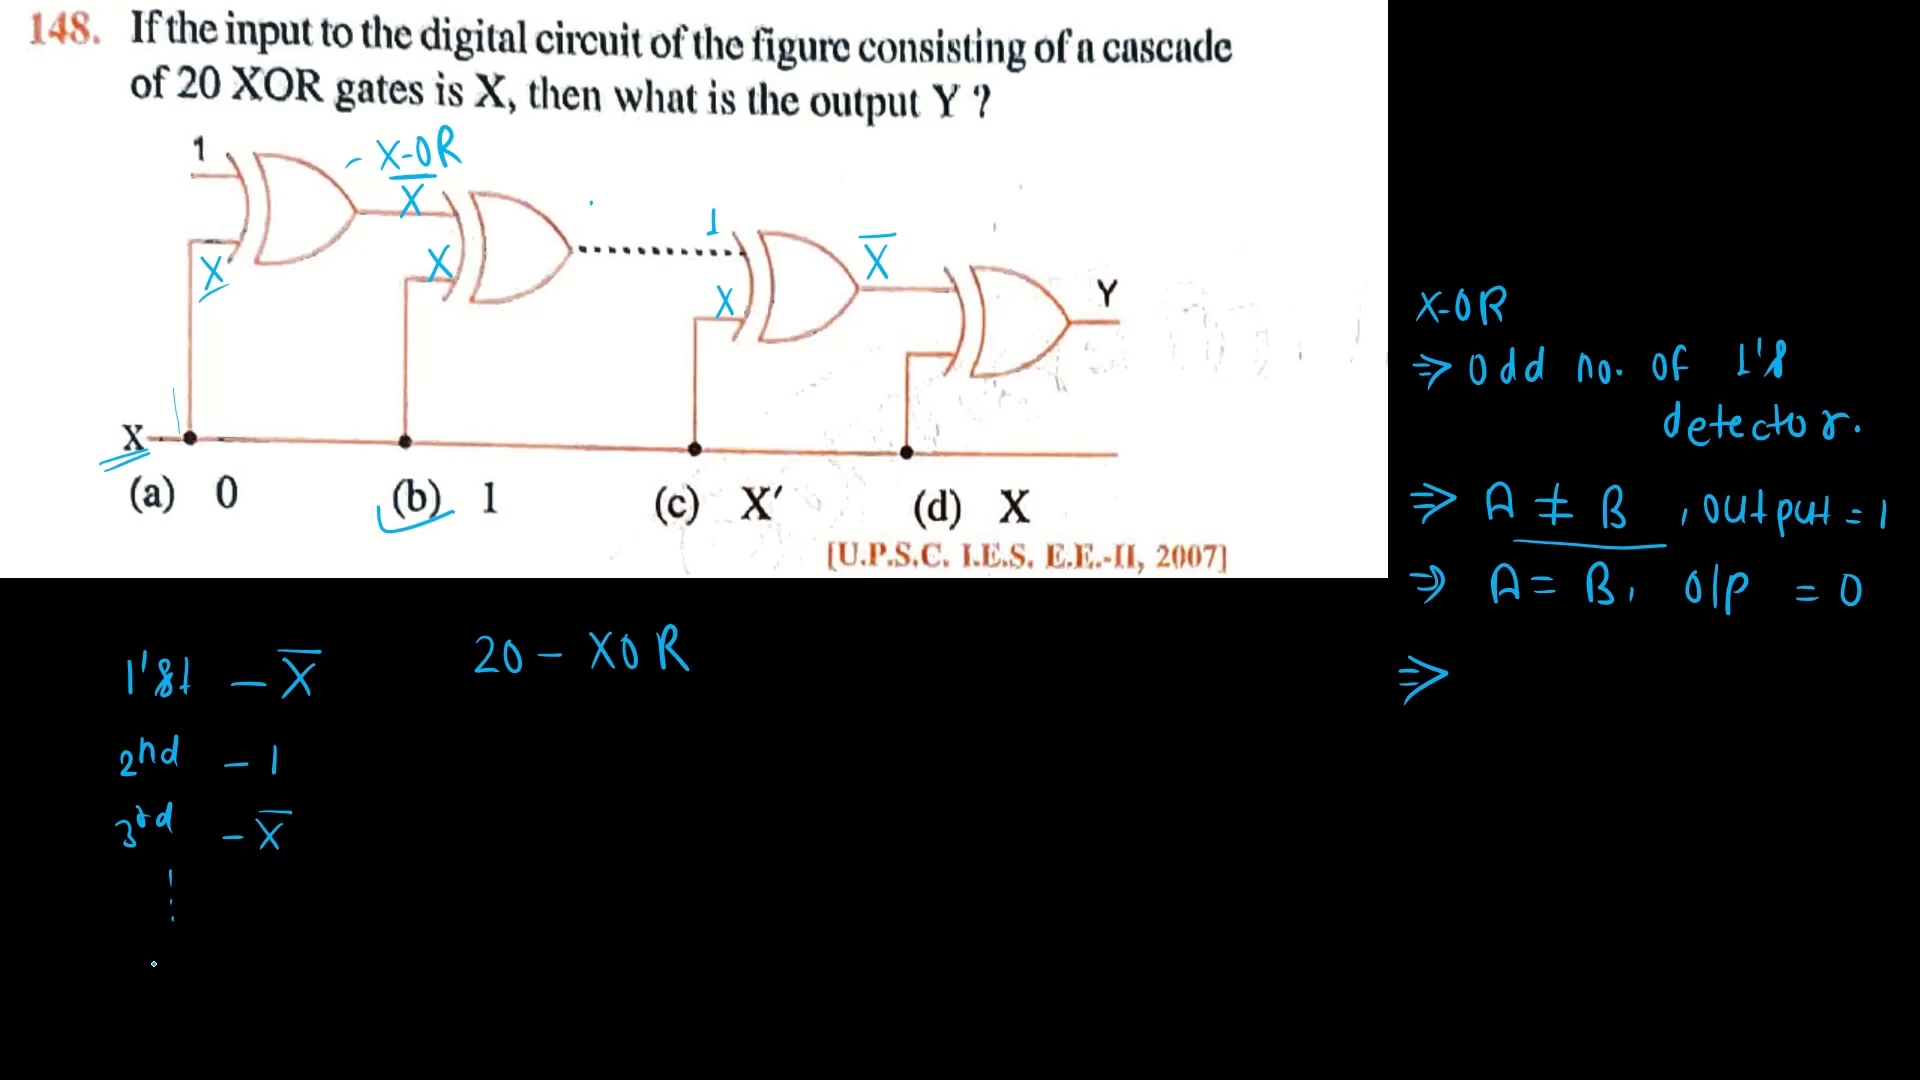 148. If the input to the digital circuit of the figure consisting of a cascade
of 20 XOR gates is X, then what is the output Y ?
1
X-OR
X̅
X
X
1
X
X̅
Y
X
(a) 0 (b) 1 (c) X′ (d) X
[U.P.S.C. I.E.S. E.E.-II, 2007]
X-OR
⇒ Odd no. of 1's
detector.
⇒ A ≠ B , output = 1
⇒ A = B, o/p = 0
⇒
1'st - X̅
20 - XOR
2nd - 1
3rd - X̅